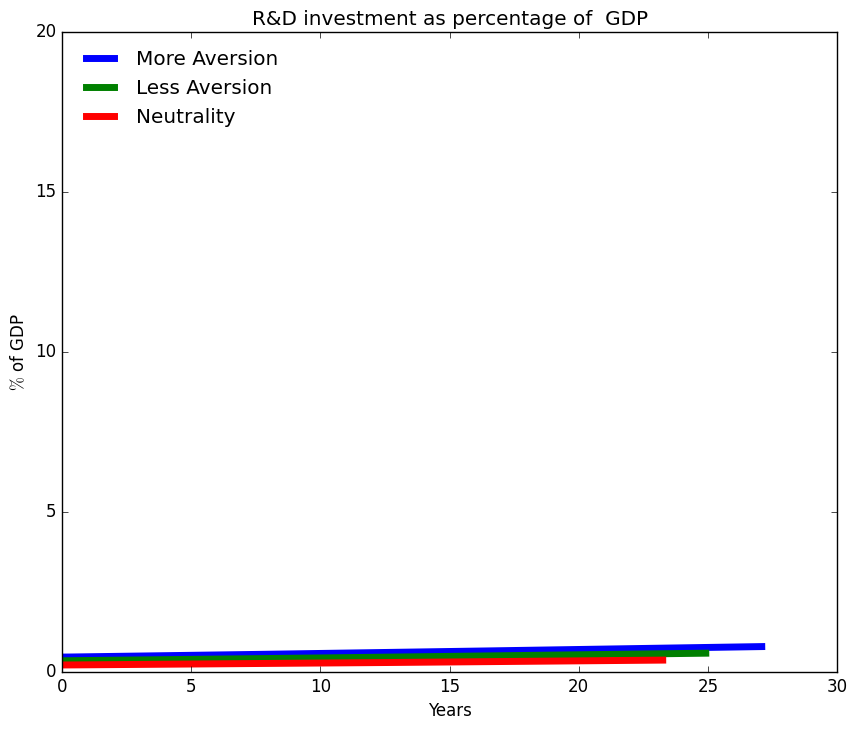 R&D investment as percentage of  GDP
More Aversion
Less Aversion
Neutrality
% of GDP
20
15
10
5
0
0 5 10 15 20 25 30
Years